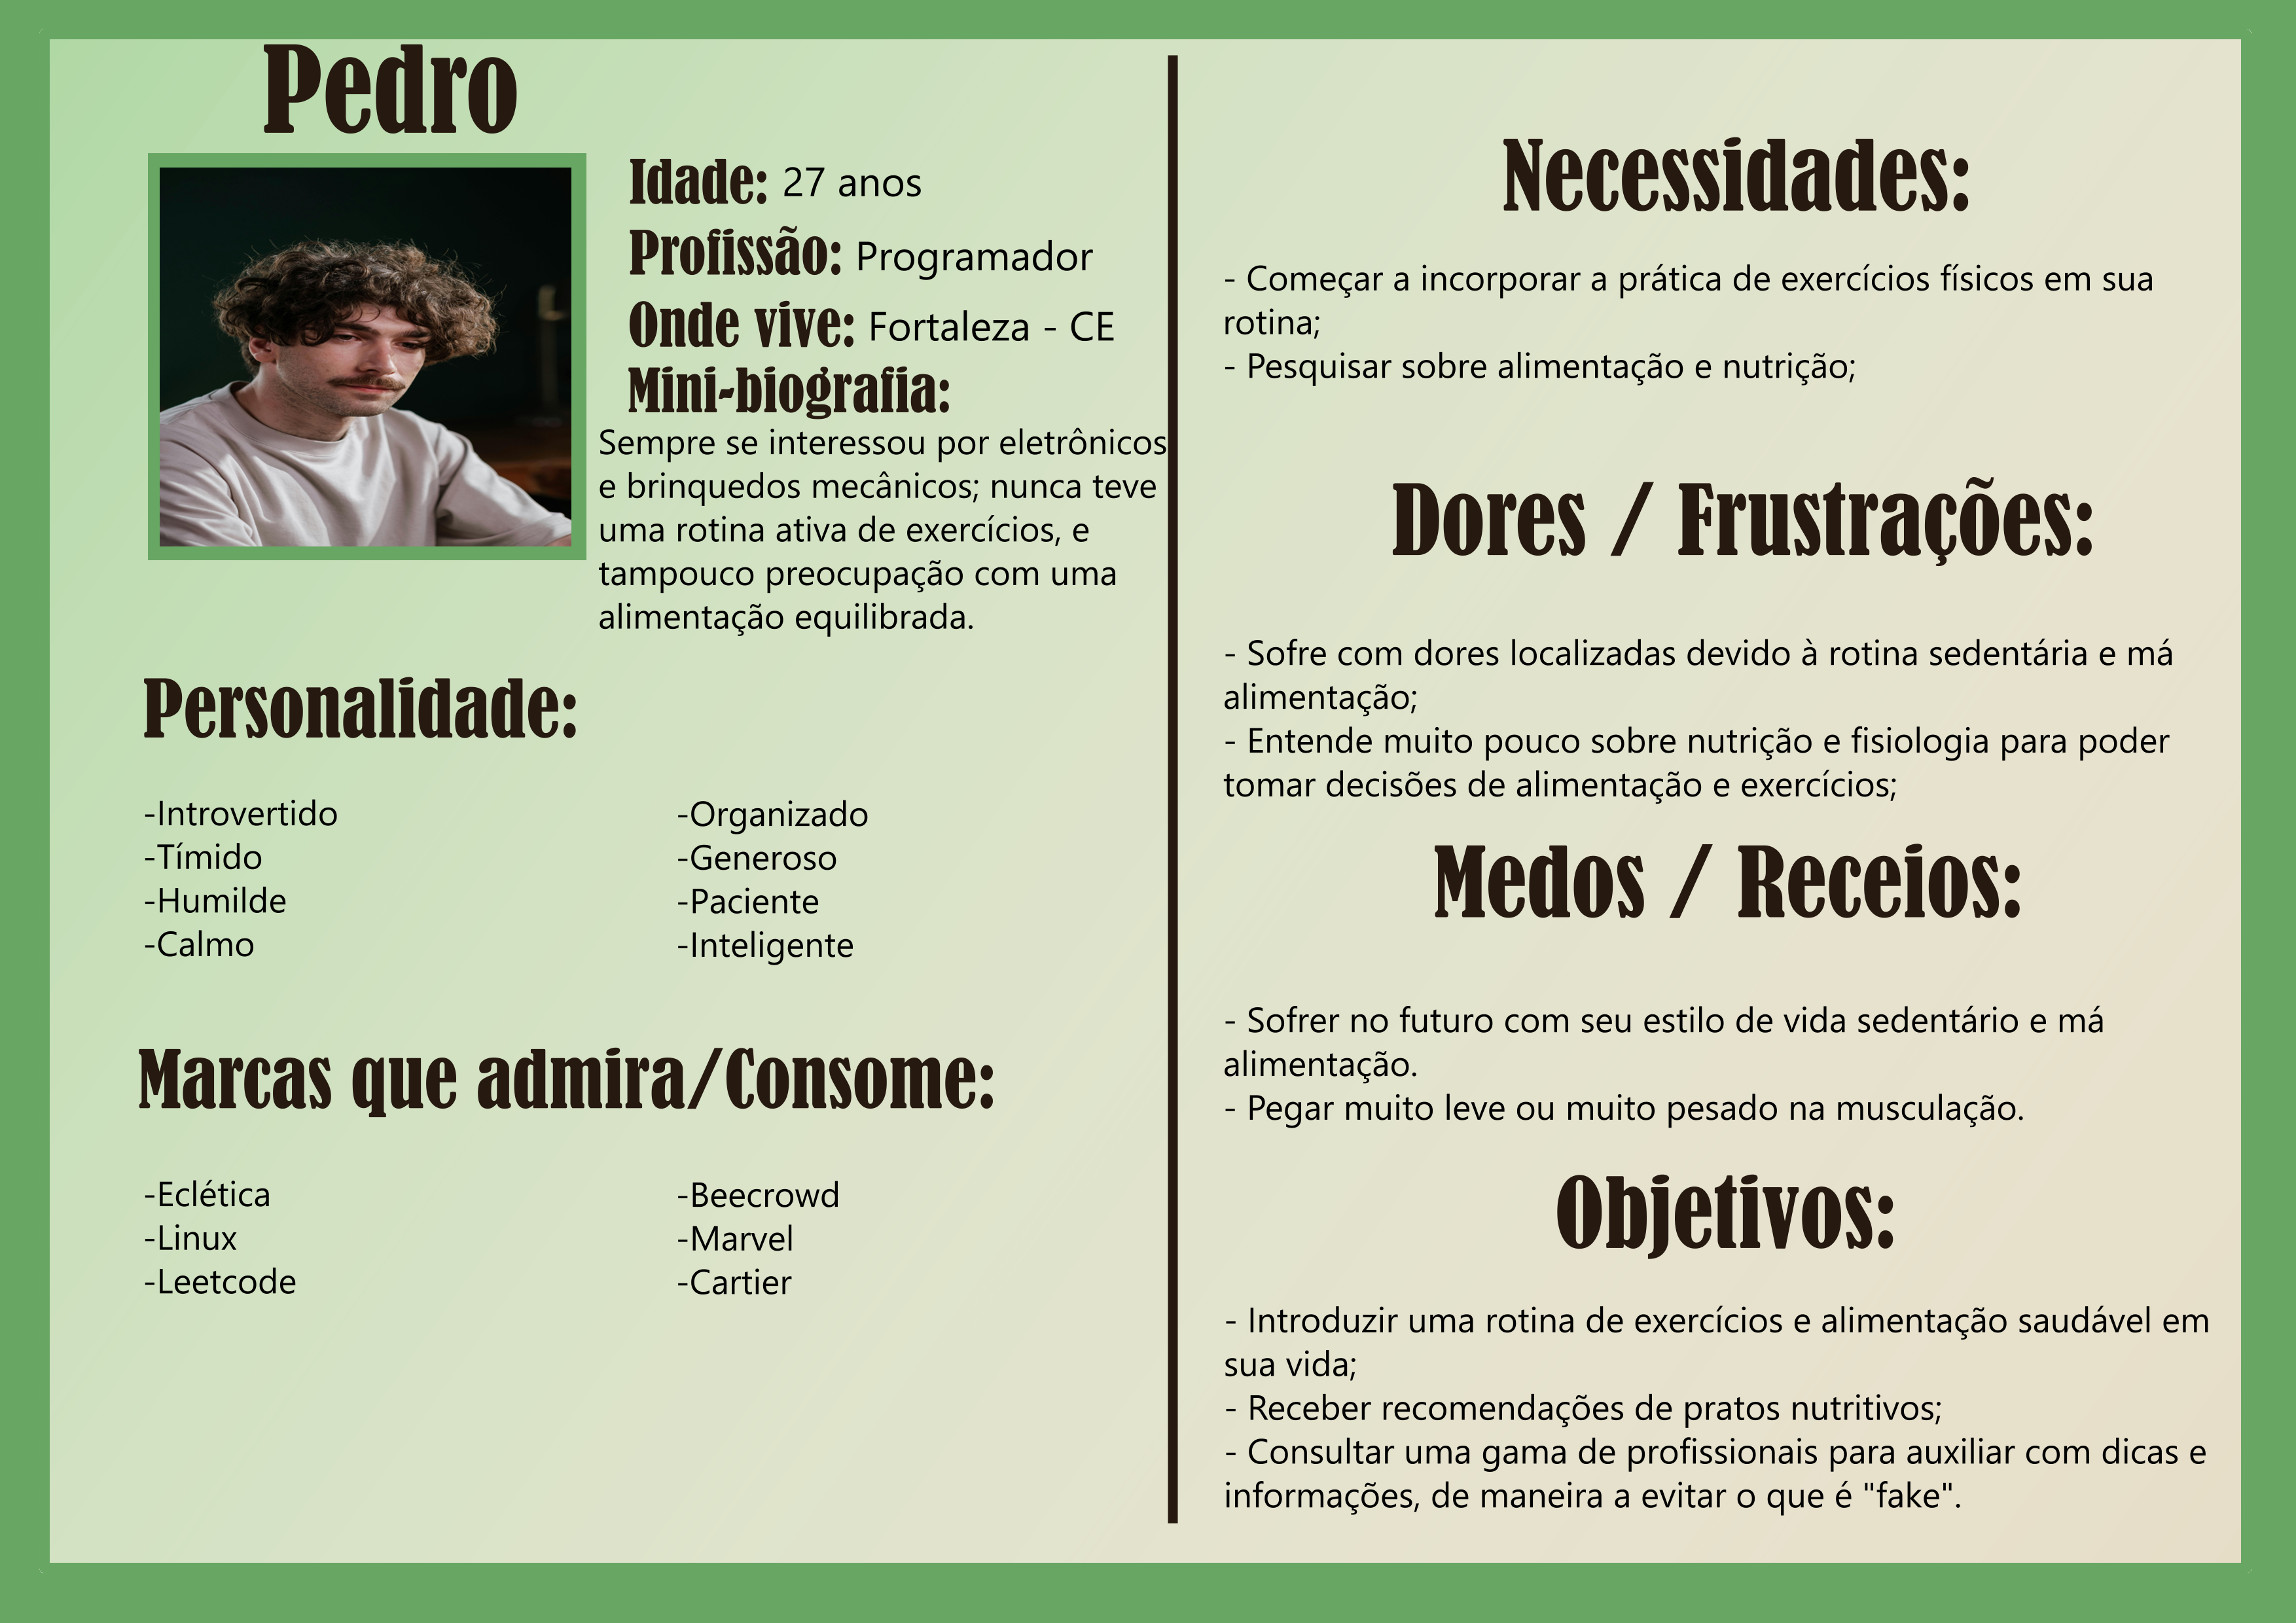 Pedro
Idade: 27 anos
Profissão: Programador
Onde vive: Fortaleza - CE
Mini-biografia:
Sempre se interessou por eletrônicos
e brinquedos mecânicos; nunca teve
uma rotina ativa de exercícios, e
tampouco preocupação com uma
alimentação equilibrada.
Personalidade:
-Introvertido
-Tímido
-Humilde
-Calmo
-Organizado
-Generoso
-Paciente
-Inteligente
Marcas que admira/Consome:
-Eclética
-Linux
-Leetcode
-Beecrowd
-Marvel
-Cartier
Necessidades:
- Começar a incorporar a prática de exercícios físicos em sua
rotina;
- Pesquisar sobre alimentação e nutrição;
Dores / Frustrações:
- Sofre com dores localizadas devido à rotina sedentária e má
alimentação;
- Entende muito pouco sobre nutrição e fisiologia para poder
tomar decisões de alimentação e exercícios;
Medos / Receios:
- Sofrer no futuro com seu estilo de vida sedentário e má
alimentação.
- Pegar muito leve ou muito pesado na musculação.
Objetivos:
- Introduzir uma rotina de exercícios e alimentação saudável em
sua vida;
- Receber recomendações de pratos nutritivos;
- Consultar uma gama de profissionais para auxiliar com dicas e
informações, de maneira a evitar o que é "fake".